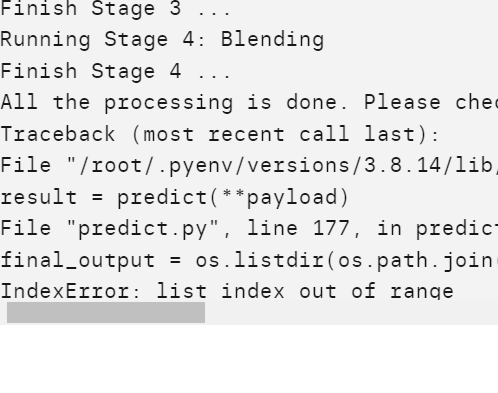 Finish Stage 3 ...
Running Stage 4: Blending
Finish Stage 4 ...
All the processing is done. Please chec
Traceback (most recent call last):
File "/root/.pyenv/versions/3.8.14/lib,
result = predict(**payload)
File "predict.py", line 177, in predict
final_output = os.listdir(os.path.join(
IndexError: list index out of range